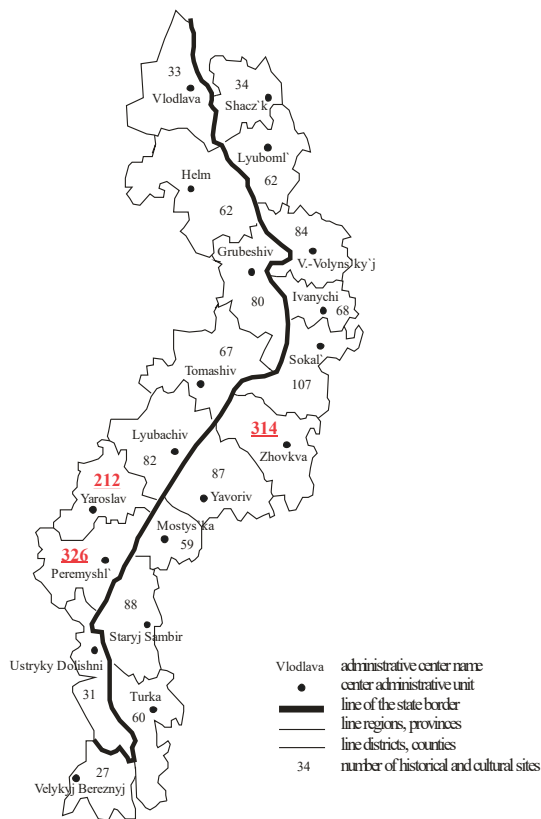 33
Vlodlava
34
Shacz`k
Lyuboml`
62
Helm
62
84
V.-Volyns`ky`j
Grubeshiv
80
Ivanychi
68
Sokal`
107
67
Tomashiv
314
Zhovkva
Lyubachiv
82
87
Yavoriv
212
Yaroslav
Mostys`ka
59
326
Peremyshl`
88
Staryj Sambir
Ustryky Dolishni
31
Turka
60
27
Velykyj Bereznyj
Vlodlava administrative center name
center administrative unit
line of the state border
line regions, provinces
line districts, counties
34 number of historical and cultural sites